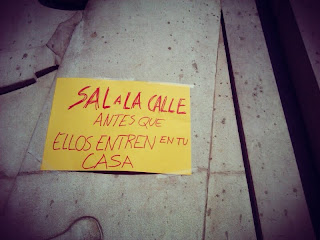 SAL A LA CALLE
ANTES QUE
ELLOS ENTREN EN TU
CASA